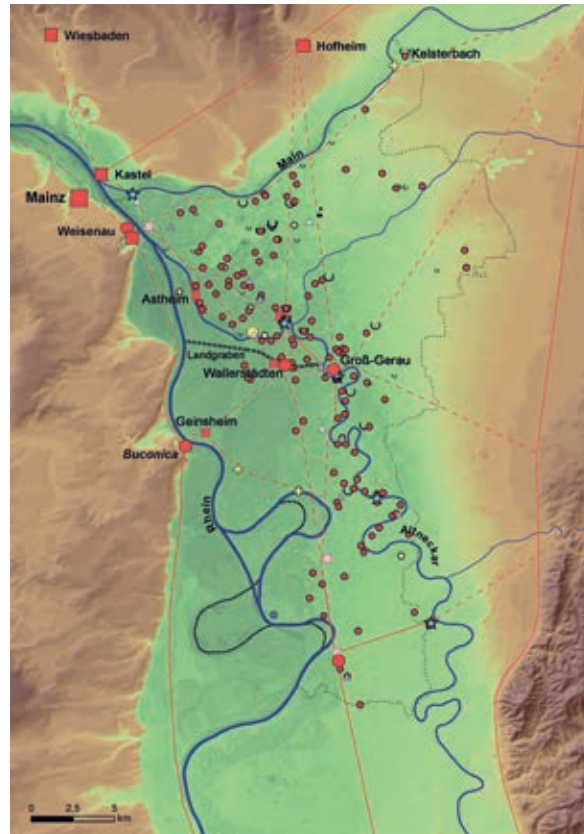 Wiesbaden
Hofheim
Kelsterbach
Main
Kastel
Mainz
Weisenau
Astheim
Landgraben
Groß-Gerau
Wallerstädten
Geinsheim
Buconica
Rhein
Altneckar
0 2.5 5
km